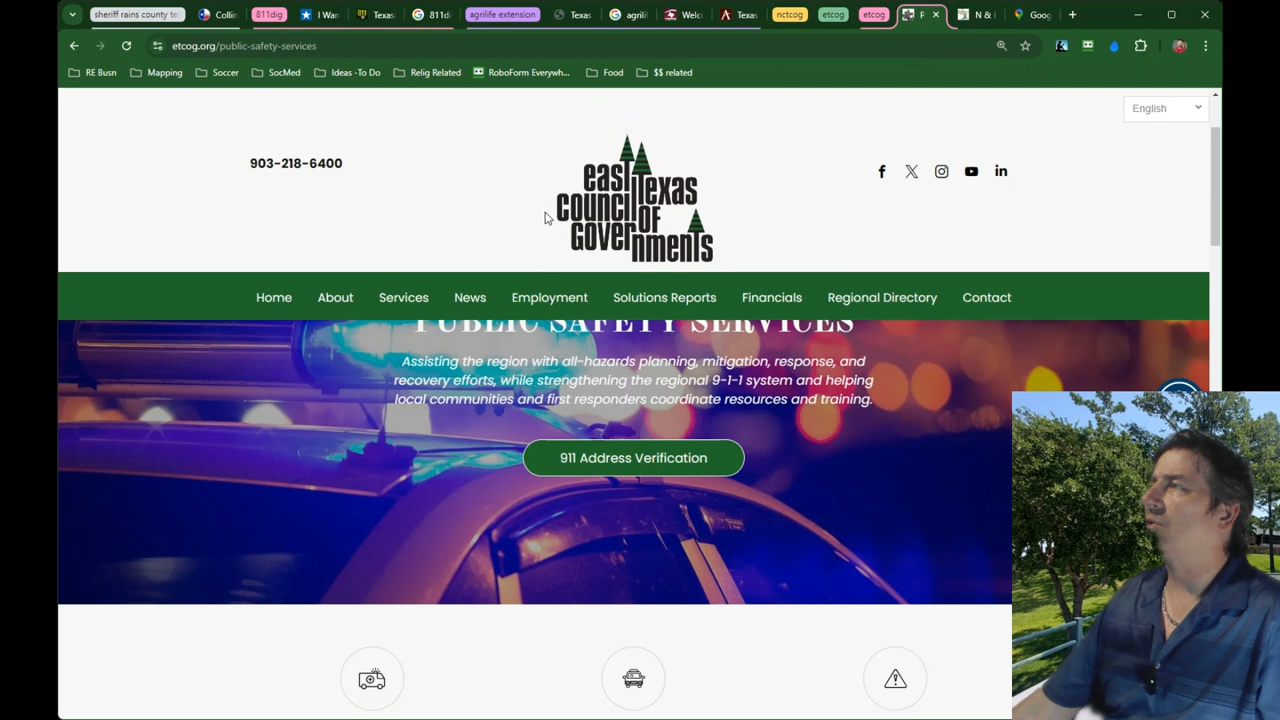 sheriff rains county te
Collin
811dig
I War
Texas
811d
agrilife extension
Texas
agril
Welc
Texas
nctcog
etcog
etcog
P
N & I
Goog
etcog.org/public-safety-services
RE Busn
Mapping
Soccer
SocMed
Ideas -To Do
Relig Related
RoboForm Everywh...
Food
$$ related
English
903-218-6400
east Texas
council of
governments
Home
About
Services
News
Employment
Solutions Reports
Financials
Regional Directory
Contact
PUBLIC SAFETY SERVICES
Assisting the region with all-hazards planning, mitigation, response, and
recovery efforts, while strengthening the regional 9-1-1 system and helping
local communities and first responders coordinate resources and training.
911 Address Verification